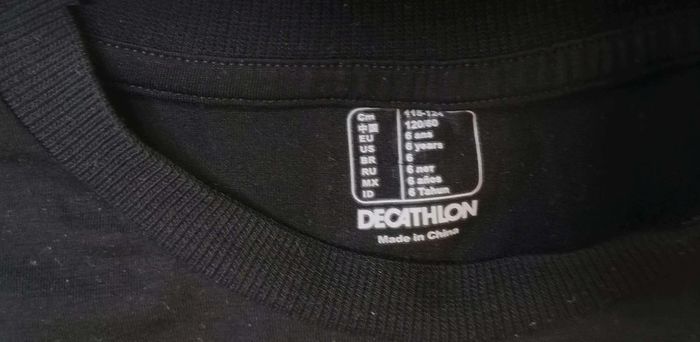 Cm 116-124
中国 120/60
EU 6 ans
US 6 years
BR 6
RU 6 лет
MX 6 años
ID 6 Tahun
DECATHLON
Made in China